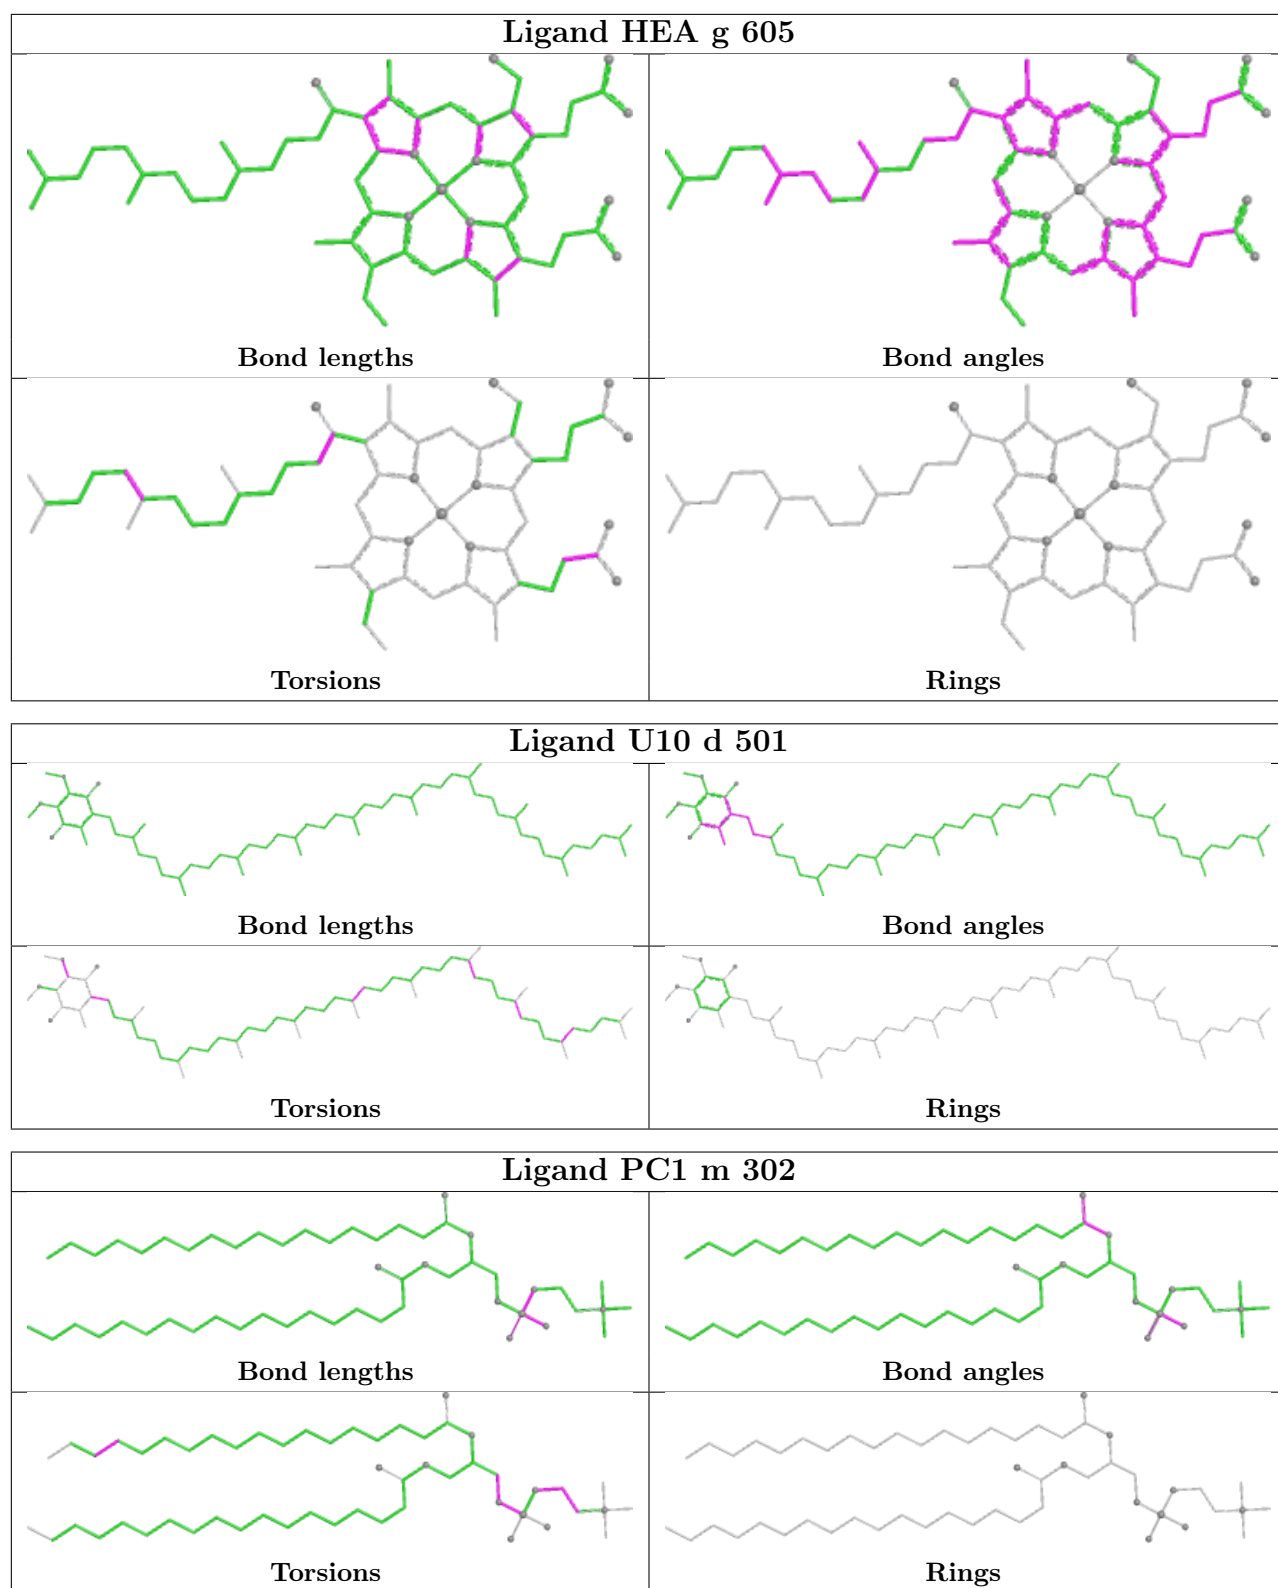 Ligand HEA g 605
Bond lengths
Bond angles
Torsions
Rings
Ligand U10 d 501
Bond lengths
Bond angles
Torsions
Rings
Ligand PC1 m 302
Bond lengths
Bond angles
Torsions
Rings